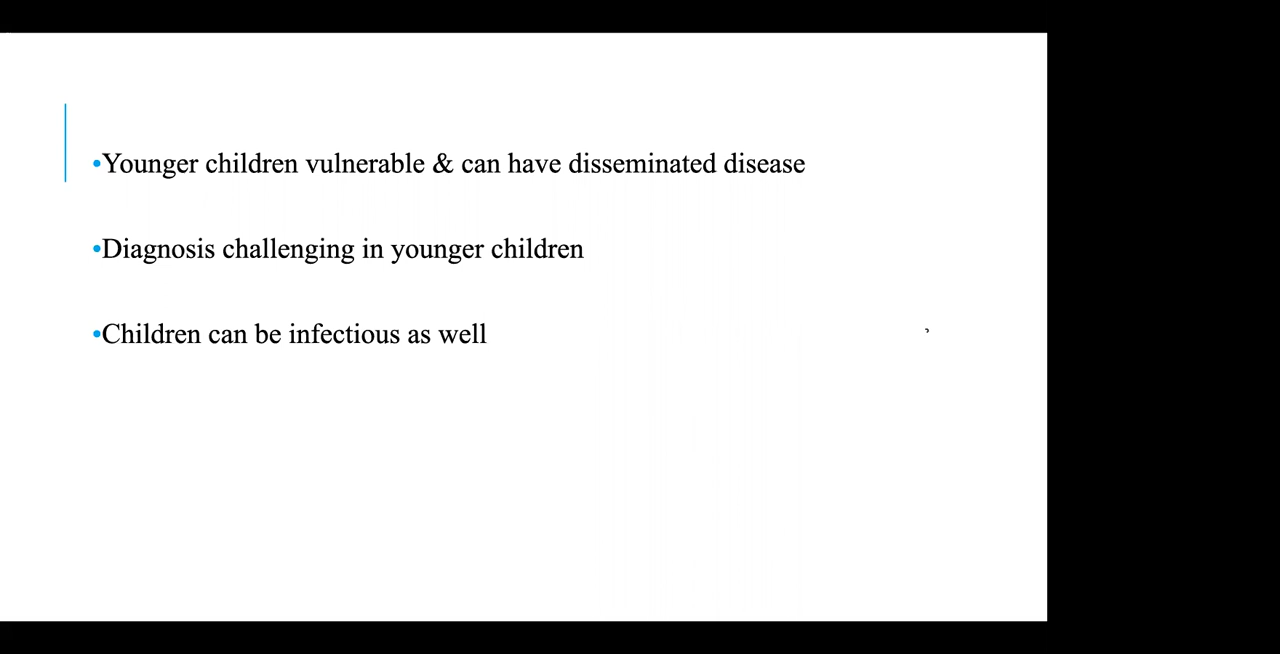 •Younger children vulnerable & can have disseminated disease
•Diagnosis challenging in younger children
•Children can be infectious as well